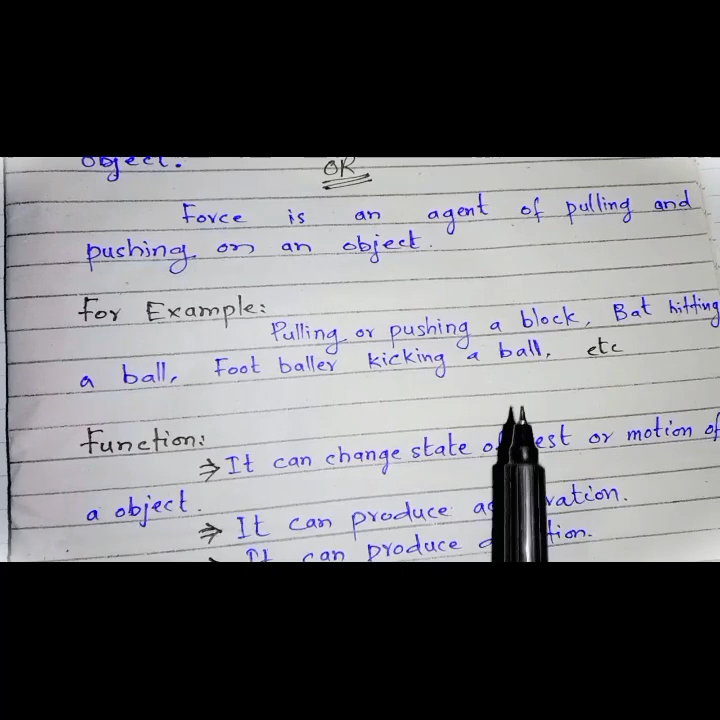 object.
OR
Force is an agent of pulling and
pushing on an object.
For Example:
Pulling or pushing a block, Bat hitting
a ball, Foot baller kicking a ball, etc
Function:
⇒ It can change state rest or motion of
a object.
⇒ It can produce
It can produce